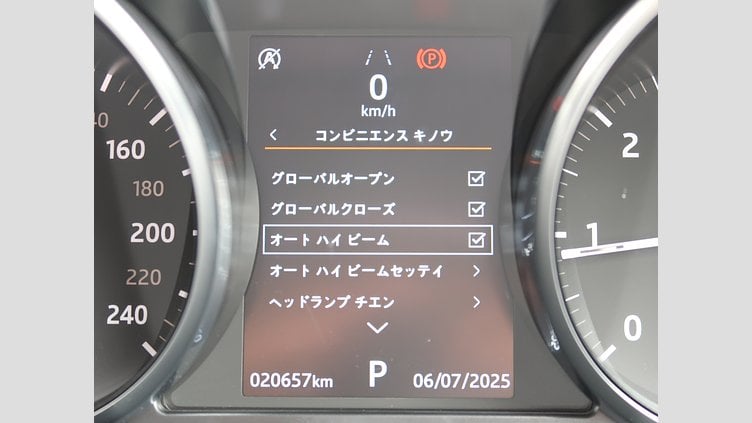 0
km/h
コンビニエンス キノウ
グローバルオープン
グローバルクローズ
オート ハイ ビーム
オート ハイ ビームセッテイ
ヘッドランプ チエン
020657km P 06/07/2025
40
160
180
200
220
240
2
1
0
A
P